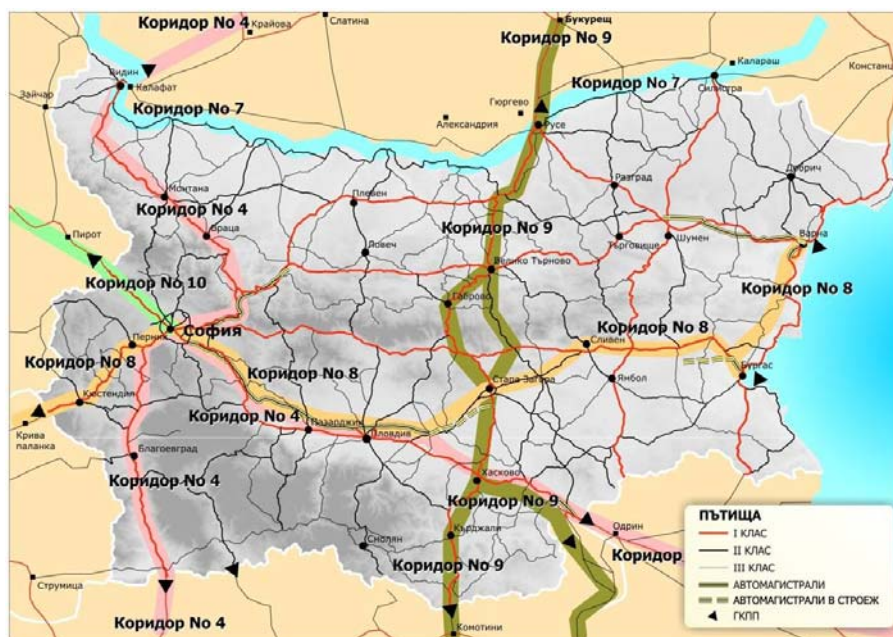 Коридор No 4
Крайова
Слатина
Букурещ
Коридор No 9
Видин
Калафат
Зайчар
Коридор No 7
Александрия
Гюргево
Русе
Коридор No 7
Калараш
Силистра
Констанц
Монтана
Коридор No 4
Враца
Плевен
Ловеч
Разград
Добрич
Коридор No 9
Търговище
Шумен
Варна
Пирот
Коридор No 10
Велико Търново
Габрово
Коридор No 8
София
Перник
Коридор No 8
Коридор No 8
Сливен
Коридор No 8
Кюстендил
Крива
паланка
Коридор No 4
Пазарджик
Пловдив
Стара Загора
Ямбол
Бургас
Благоевград
Коридор No 4
Хасково
Коридор No 9
Смолян
Кърджали
Одрин
Коридор
Коридор No 9
Струмица
Коридор No 4
Комотини
ПЪТИЩА
I КЛАС
II КЛАС
III КЛАС
АВТОМАГИСТРАЛИ
АВТОМАГИСТРАЛИ В СТРОЕЖ
ГКПП